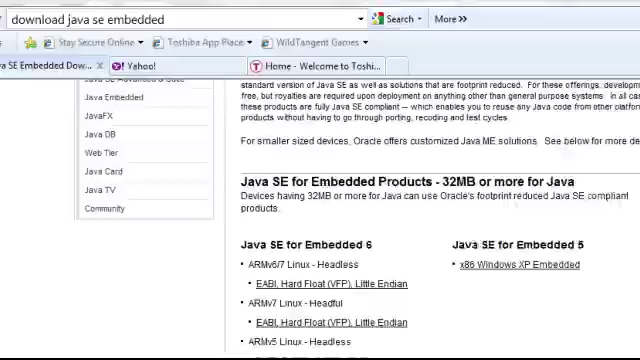 download java se embedded
Search
More »
Stay Secure Online
Toshiba App Place
WildTangent Games
va SE Embedded Dow...
Yahoo!
Home - Welcome to Toshi...
Java SE Advanced & Suite
Java Embedded
JavaFX
Java DB
Web Tier
Java Card
Java TV
Community
standard version of Java SE as well as solutions that are footprint reduced. For these offerings, developm
free, but royalties are required upon deployment on anything other than general purpose systems. In all ca
these products are fully Java SE compliant -- which enables you to reuse any Java code from other platfor
products without having to go through porting, recoding and test cycles.
For smaller sized devices, Oracle offers customized Java ME solutions. See below for more de
Java SE for Embedded Products - 32MB or more for Java
Devices having 32MB or more for Java can use Oracle's footprint reduced Java SE compliant
products.
Java SE for Embedded 6
ARMv6/7 Linux - Headless
EABI, Hard Float (VFP), Little Endian
ARMv7 Linux - Headful
EABI, Hard Float (VFP), Little Endian
ARMv5 Linux - Headless
Java SE for Embedded 5
x86 Windows XP Embedded